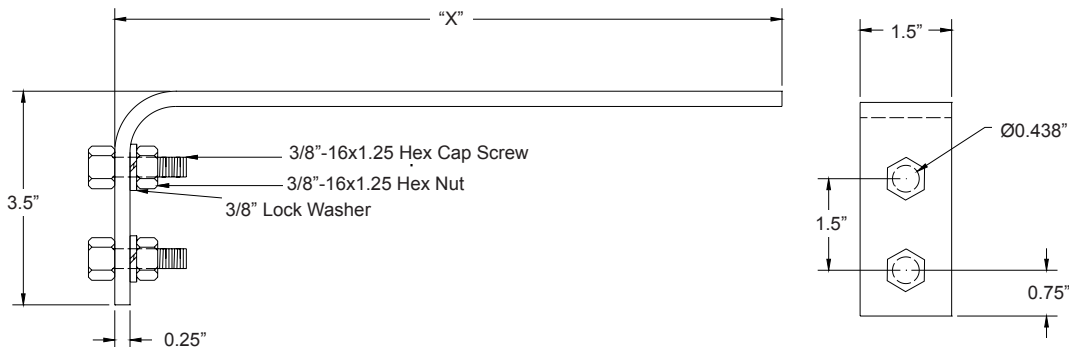 “X”
1.5”
Ø0.438”
3/8”-16x1.25 Hex Cap Screw
3/8”-16x1.25 Hex Nut
3/8” Lock Washer
3.5”
1.5”
0.75”
0.25”